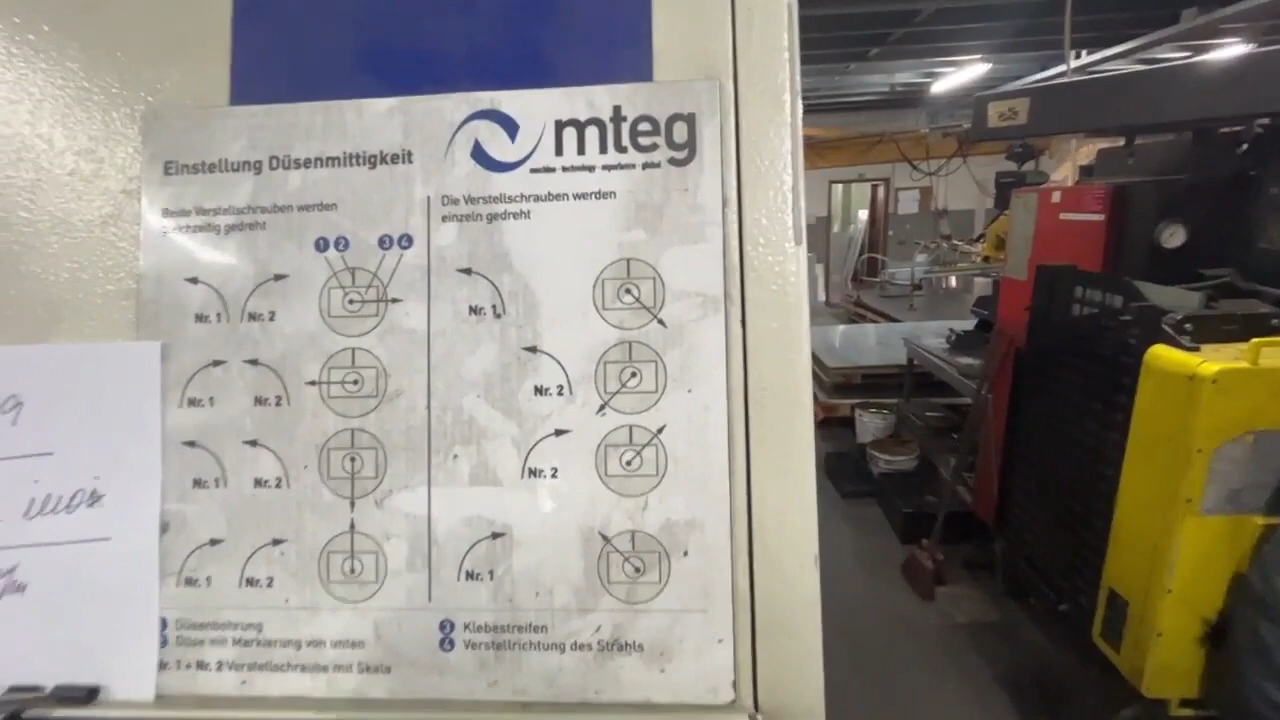 mteg
machine · technology · experience · global
Einstellung Düsenmittigkeit
Beide Verstellschrauben werden
gleichzeitig gedreht
1 2 3 4
Nr. 1 Nr. 2
Nr. 1 Nr. 2
Nr. 1 Nr. 2
Nr. 1 Nr. 2
Die Verstellschrauben werden
einzeln gedreht
Nr. 1
Nr. 2
Nr. 2
Nr. 1
Düsenbohrung
Düse mit Markierung von unten
Nr. 1 + Nr. 2 Verstellschraube mit Skala
3 Klebestreifen
4 Verstellrichtung des Strahls
inox